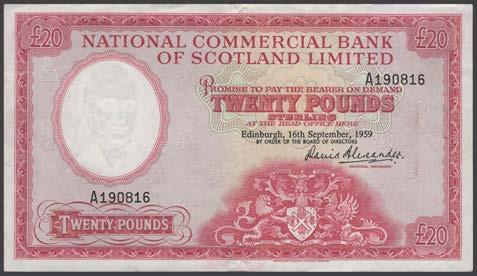 £20
£20
NATIONAL COMMERCIAL BANK
OF SCOTLAND LIMITED
A190816
PROMISE TO PAY THE BEARER ON DEMAND
TWENTY POUNDS
STERLING
AT THE HEAD OFFICE HERE
Edinburgh, 16th September, 1959
BY ORDER OF THE BOARD OF DIRECTORS
David Alexander.
GENERAL MANAGER
A190816
TWENTY POUNDS
£20